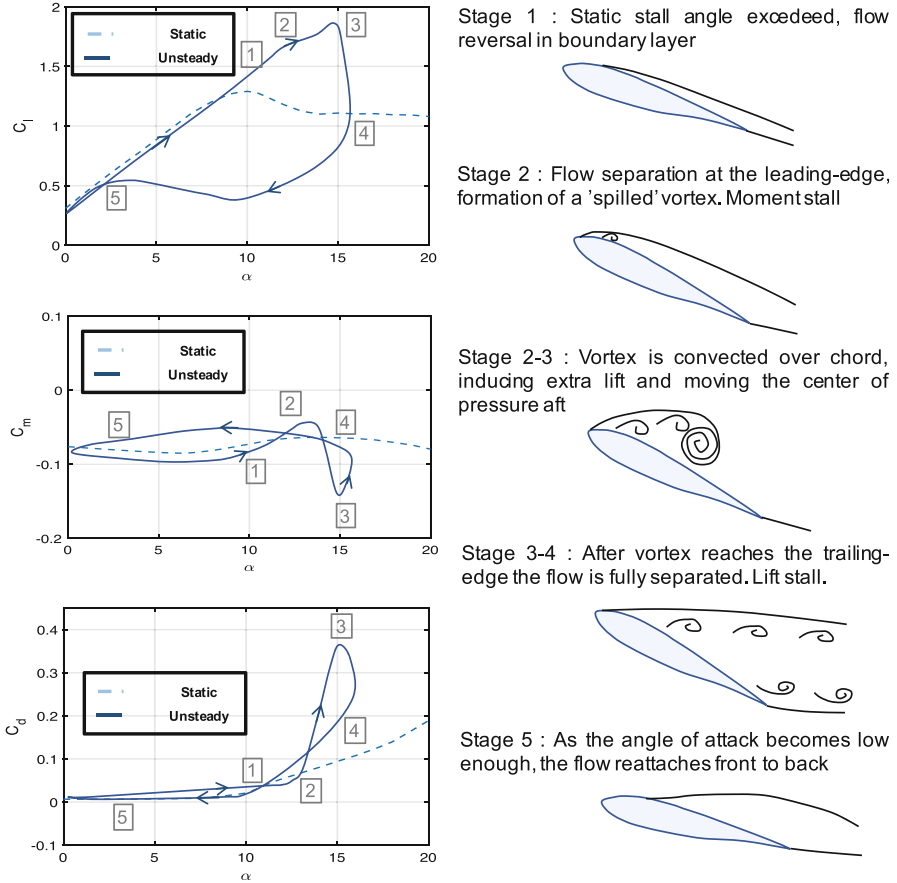 2
1.5
1
0.5
0
Static
Unsteady
1
2
3
4
5
0
5
10
15
20
C_l
α
0.1
0
-0.1
-0.2
Static
Unsteady
5
2
4
1
3
0
5
10
15
20
C_m
α
0.4
0.3
0.2
0.1
0
-0.1
Static
Unsteady
3
4
1
2
5
0
5
10
15
20
C_d
α
Stage 1 : Static stall angle excedeed, flow
reversal in boundary layer
Stage 2 : Flow separation at the leading-edge,
formation of a 'spilled' vortex. Moment stall
Stage 2-3 : Vortex is convected over chord,
inducing extra lift and moving the center of
pressure aft
Stage 3-4 : After vortex reaches the trailing-
edge the flow is fully separated. Lift stall.
Stage 5 : As the angle of attack becomes low
enough, the flow reattaches front to back